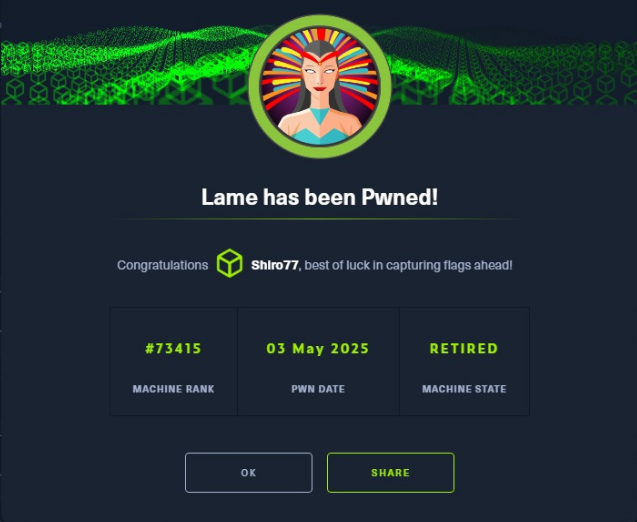 Lame has been Pwned!
Congratulations Shiro77, best of luck in capturing flags ahead!
#73415 03 May 2025 RETIRED
MACHINE RANK PWN DATE MACHINE STATE
OK SHARE